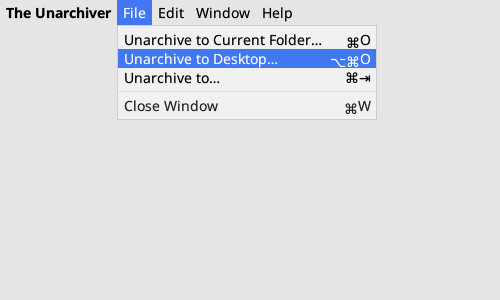 The Unarchiver File Edit Window Help
Unarchive to Current Folder... ⌘O
Unarchive to Desktop... ⌥⌘O
Unarchive to... ⌘⇥
Close Window ⌘W